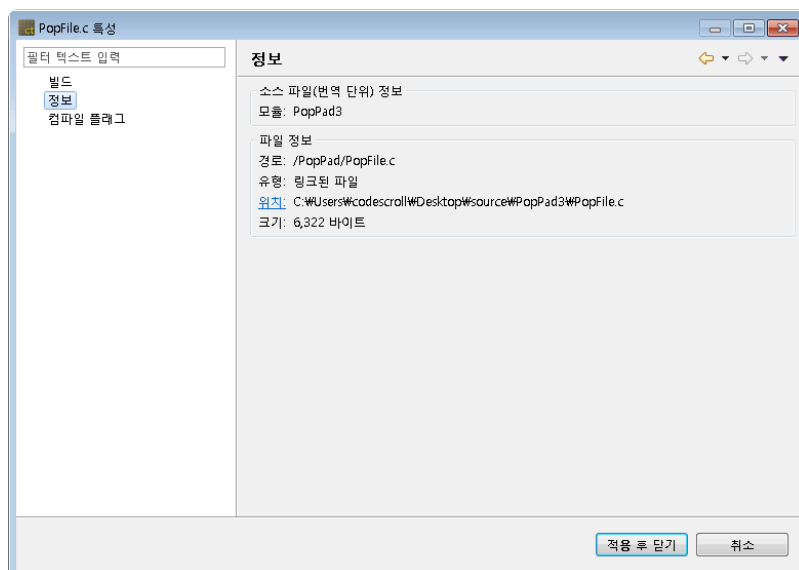 ct PopFile.c 특성
필터 텍스트 입력
빌드
정보
컴파일 플래그
정보
소스 파일(번역 단위) 정보
모듈: PopPad3
파일 정보
경로: /PopPad/PopFile.c
유형: 링크된 파일
위치: C:₩Users₩codescroll₩Desktop₩source₩PopPad3₩PopFile.c
크기: 6,322 바이트
적용 후 닫기
취소